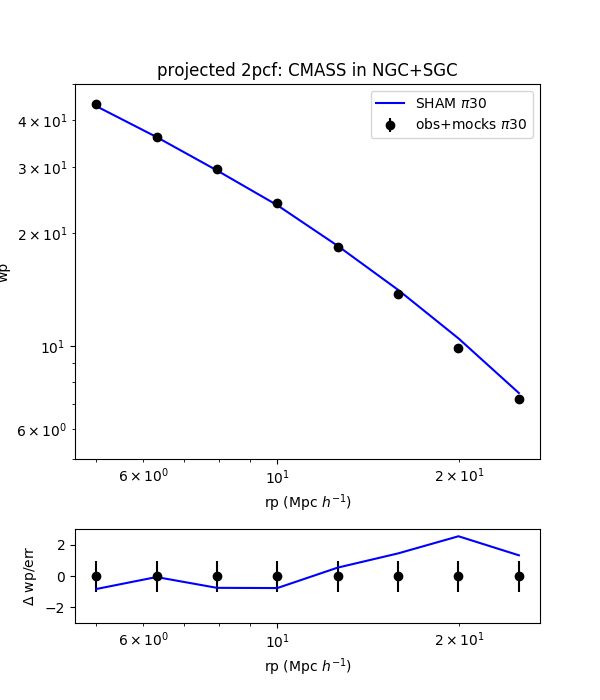 projected 2pcf: CMASS in NGC+SGC
SHAM π30
obs+mocks π30
4 × 10¹
3 × 10¹
2 × 10¹
10¹
6 × 10⁰
wp
6 × 10⁰ 10¹ 2 × 10¹
rp (Mpc h⁻¹)
2
0
−2
Δ wp/err
6 × 10⁰ 10¹ 2 × 10¹
rp (Mpc h⁻¹)